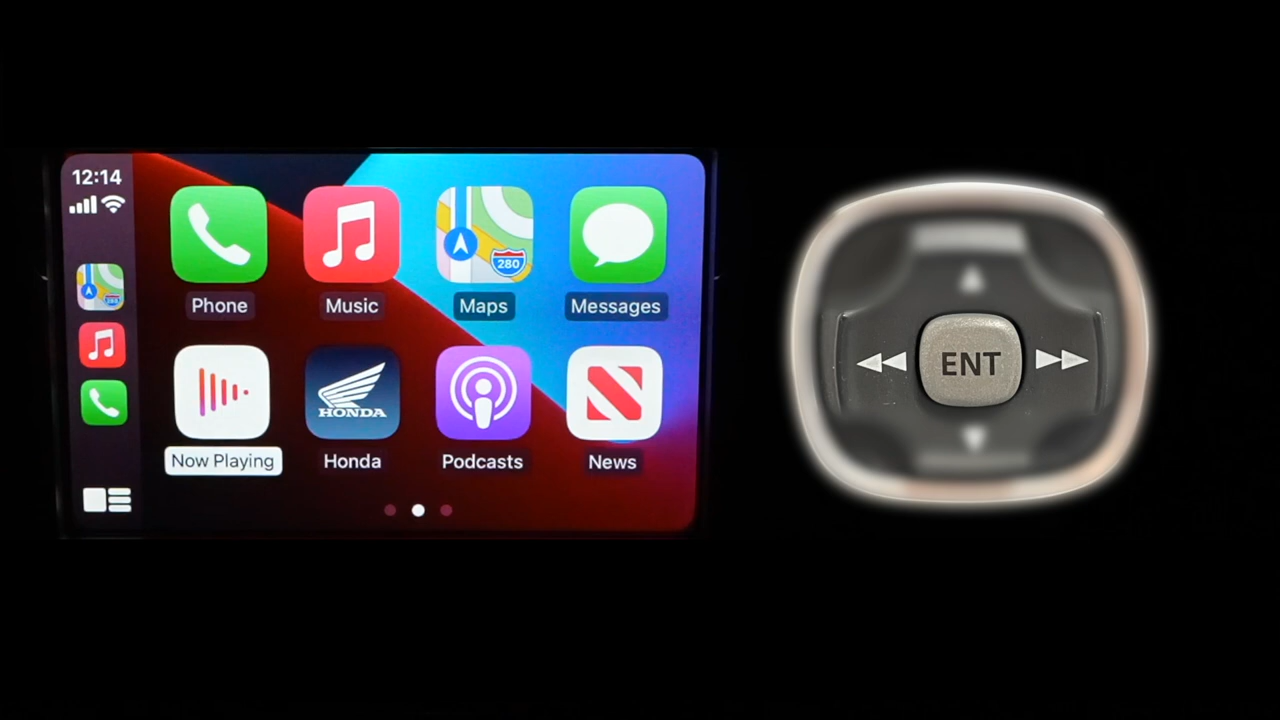 12:14
280
Phone
Music
Maps
Messages
HONDA
Now Playing
Honda
Podcasts
News
ENT